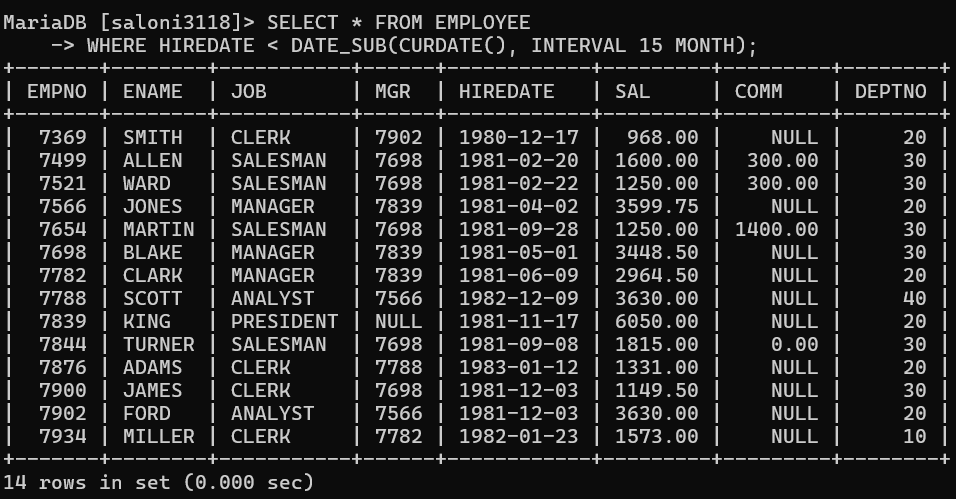 MariaDB [saloni3118]> SELECT * FROM EMPLOYEE
    -> WHERE HIREDATE < DATE_SUB(CURDATE(), INTERVAL 15 MONTH);
+-------+--------+-----------+------+------------+---------+---------+--------+
| EMPNO | ENAME  | JOB       | MGR  | HIREDATE   | SAL     | COMM    | DEPTNO |
+-------+--------+-----------+------+------------+---------+---------+--------+
|  7369 | SMITH  | CLERK     | 7902 | 1980-12-17 |  968.00 |    NULL |     20 |
|  7499 | ALLEN  | SALESMAN  | 7698 | 1981-02-20 | 1600.00 |  300.00 |     30 |
|  7521 | WARD   | SALESMAN  | 7698 | 1981-02-22 | 1250.00 |  300.00 |     30 |
|  7566 | JONES  | MANAGER   | 7839 | 1981-04-02 | 3599.75 |    NULL |     20 |
|  7654 | MARTIN | SALESMAN  | 7698 | 1981-09-28 | 1250.00 | 1400.00 |     30 |
|  7698 | BLAKE  | MANAGER   | 7839 | 1981-05-01 | 3448.50 |    NULL |     30 |
|  7782 | CLARK  | MANAGER   | 7839 | 1981-06-09 | 2964.50 |    NULL |     20 |
|  7788 | SCOTT  | ANALYST   | 7566 | 1982-12-09 | 3630.00 |    NULL |     40 |
|  7839 | KING   | PRESIDENT | NULL | 1981-11-17 | 6050.00 |    NULL |     20 |
|  7844 | TURNER | SALESMAN  | 7698 | 1981-09-08 | 1815.00 |    0.00 |     30 |
|  7876 | ADAMS  | CLERK     | 7788 | 1983-01-12 | 1331.00 |    NULL |     20 |
|  7900 | JAMES  | CLERK     | 7698 | 1981-12-03 | 1149.50 |    NULL |     30 |
|  7902 | FORD   | ANALYST   | 7566 | 1981-12-03 | 3630.00 |    NULL |     20 |
|  7934 | MILLER | CLERK     | 7782 | 1982-01-23 | 1573.00 |    NULL |     10 |
+-------+--------+-----------+------+------------+---------+---------+--------+
14 rows in set (0.000 sec)